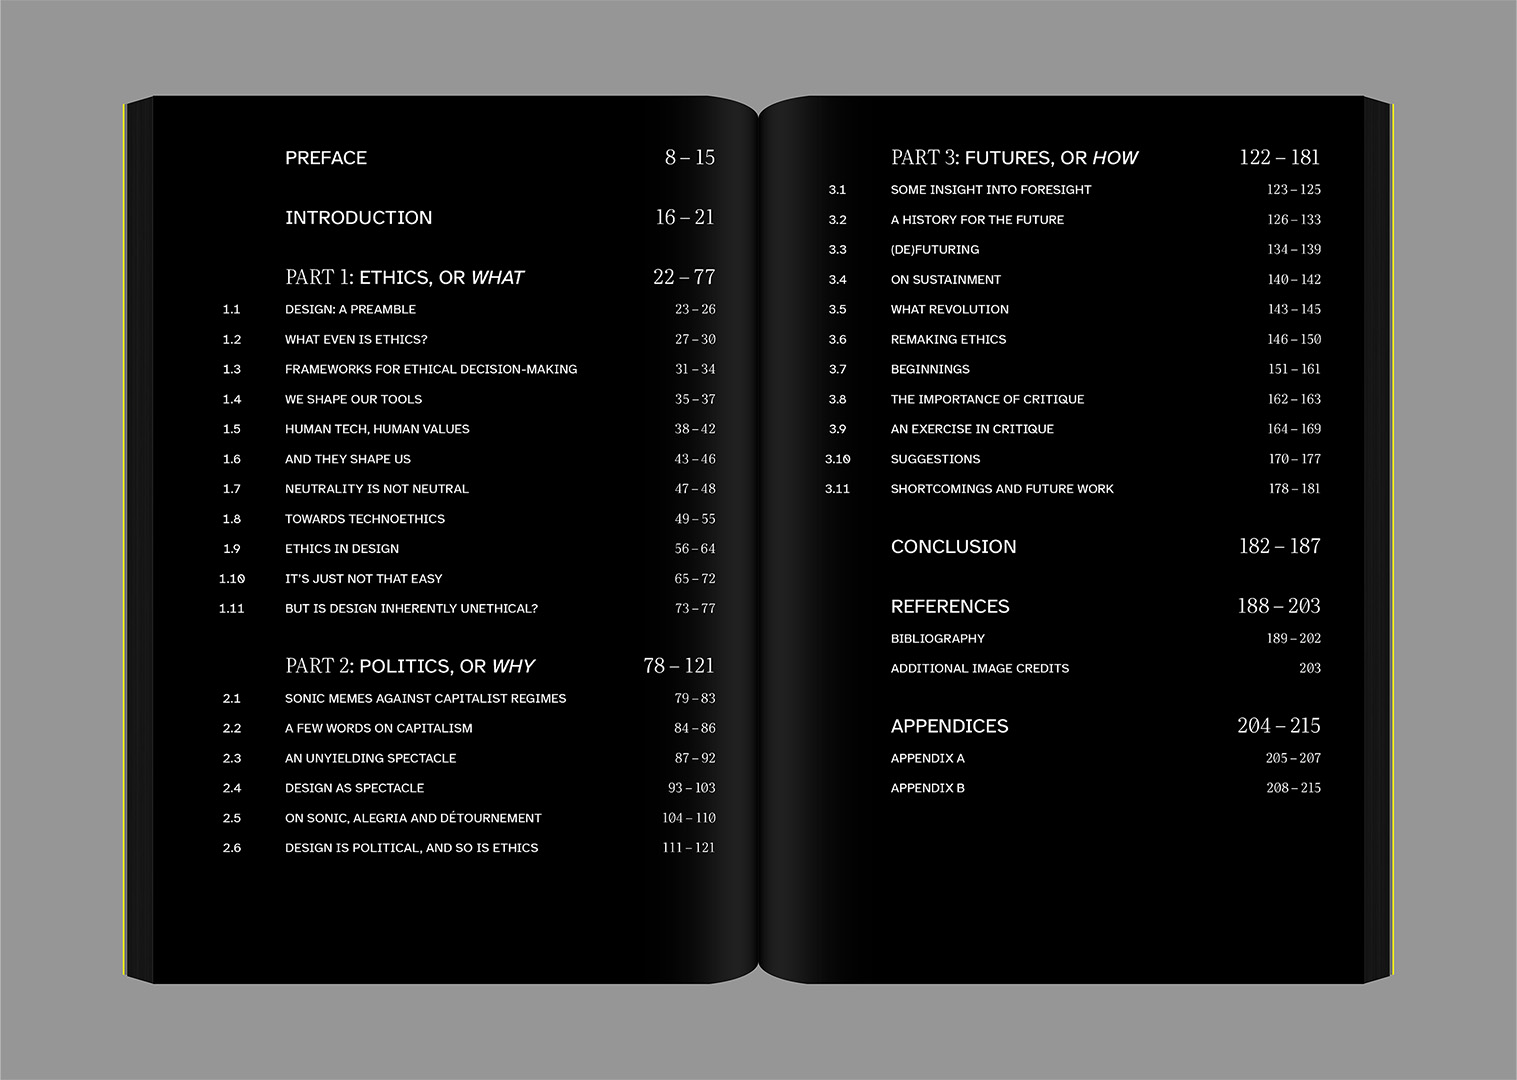 PREFACE 8 – 15
INTRODUCTION 16 – 21
PART 1: ETHICS, OR WHAT 22 – 77
1.1 DESIGN: A PREAMBLE 23 – 26
1.2 WHAT EVEN IS ETHICS? 27 – 30
1.3 FRAMEWORKS FOR ETHICAL DECISION-MAKING 31 – 34
1.4 WE SHAPE OUR TOOLS 35 – 37
1.5 HUMAN TECH, HUMAN VALUES 38 – 42
1.6 AND THEY SHAPE US 43 – 46
1.7 NEUTRALITY IS NOT NEUTRAL 47 – 48
1.8 TOWARDS TECHNOETHICS 49 – 55
1.9 ETHICS IN DESIGN 56 – 64
1.10 IT'S JUST NOT THAT EASY 65 – 72
1.11 BUT IS DESIGN INHERENTLY UNETHICAL? 73 – 77
PART 2: POLITICS, OR WHY 78 – 121
2.1 SONIC MEMES AGAINST CAPITALIST REGIMES 79 – 83
2.2 A FEW WORDS ON CAPITALISM 84 – 86
2.3 AN UNYIELDING SPECTACLE 87 – 92
2.4 DESIGN AS SPECTACLE 93 – 103
2.5 ON SONIC, ALEGRIA AND DÉTOURNEMENT 104 – 110
2.6 DESIGN IS POLITICAL, AND SO IS ETHICS 111 – 121
PART 3: FUTURES, OR HOW 122 – 181
3.1 SOME INSIGHT INTO FORESIGHT 123 – 125
3.2 A HISTORY FOR THE FUTURE 126 – 133
3.3 (DE)FUTURING 134 – 139
3.4 ON SUSTAINMENT 140 – 142
3.5 WHAT REVOLUTION 143 – 145
3.6 REMAKING ETHICS 146 – 150
3.7 BEGINNINGS 151 – 161
3.8 THE IMPORTANCE OF CRITIQUE 162 – 163
3.9 AN EXERCISE IN CRITIQUE 164 – 169
3.10 SUGGESTIONS 170 – 177
3.11 SHORTCOMINGS AND FUTURE WORK 178 – 181
CONCLUSION 182 – 187
REFERENCES 188 – 203
BIBLIOGRAPHY 189 – 202
ADDITIONAL IMAGE CREDITS 203
APPENDICES 204 – 215
APPENDIX A 205 – 207
APPENDIX B 208 – 215